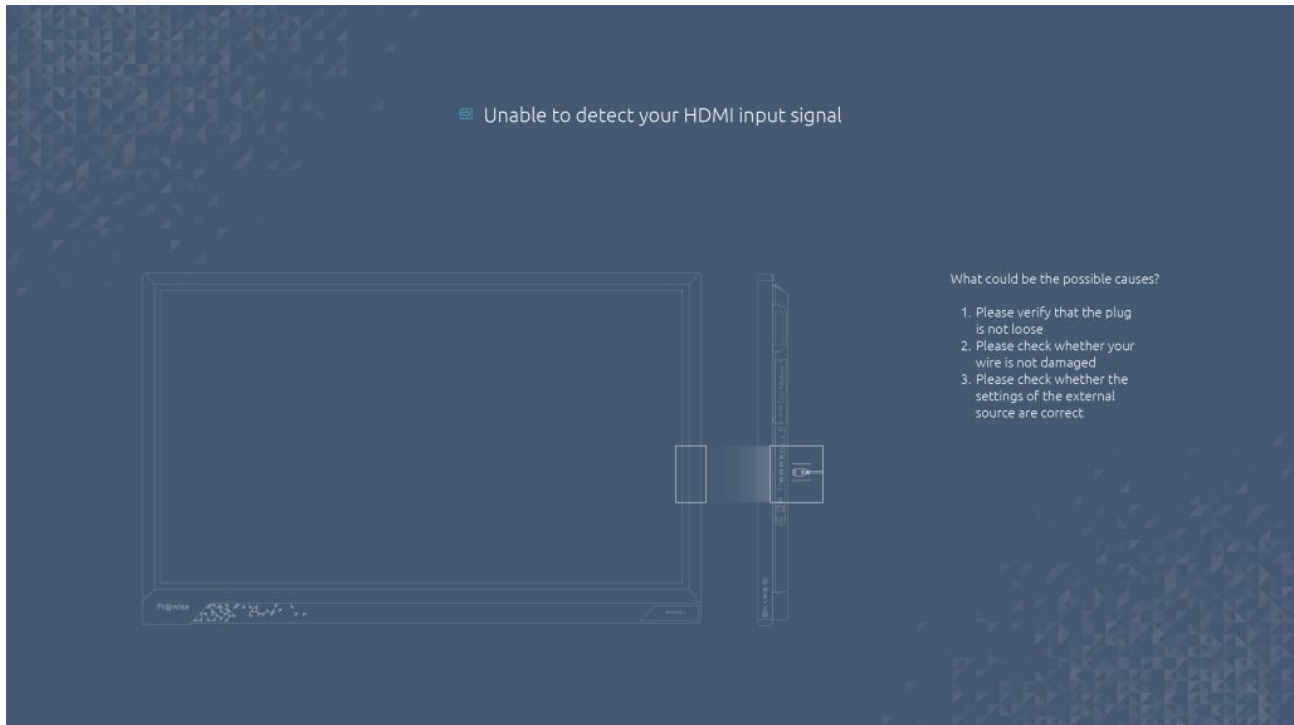 Unable to detect your HDMI input signal
What could be the possible causes?
1. Please verify that the plug
is not loose
2. Please check whether your
wire is not damaged
3. Please check whether the
settings of the external
source are correct
Pr@wise